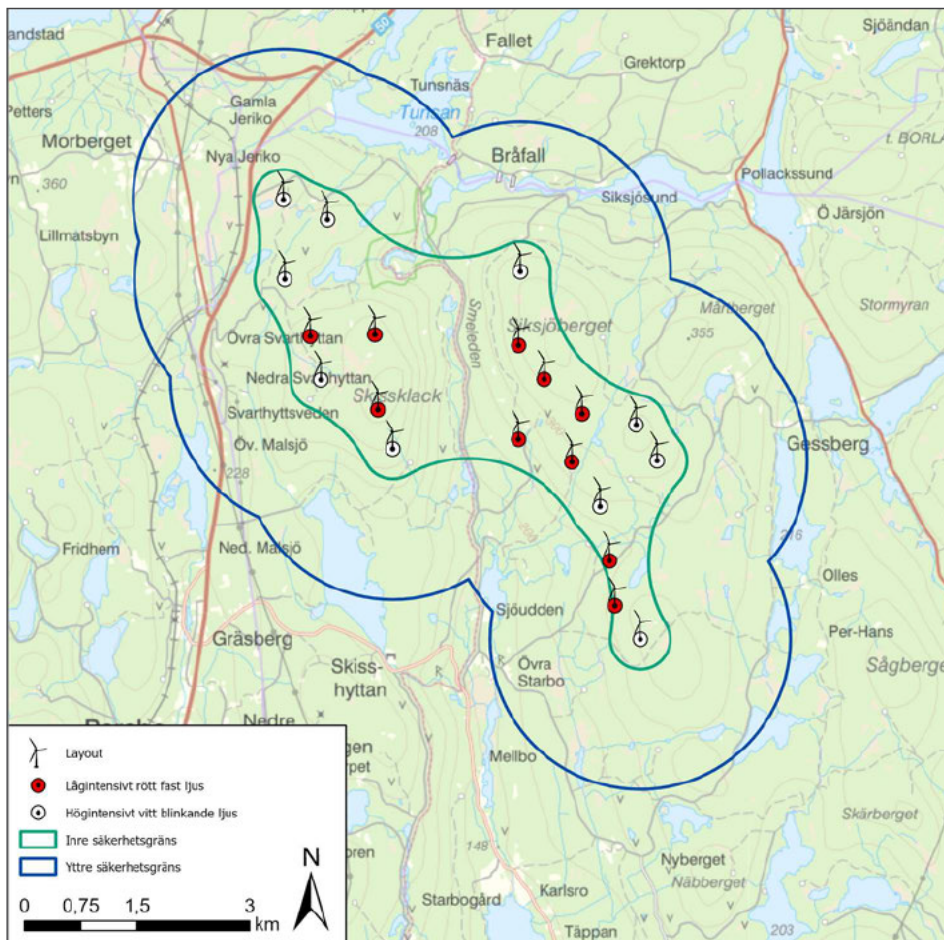 Sjöändan
andstad
50
Fallet
Grektorp
Tunsnäs
Petters
Gamla
Jeriko
Tunsan
208
Morberget
t. BORLA
Nya Jeriko
Bråfall
Pollackssund
360
Siksjösund
Ö Järsjön
Lillmatsbyn
Smeleden
Mårtberget
Stormyran
Siksjöberget
355
Övra Svarthyttan
Nedra Svarthyttan
Skissklack
Svarthyttsveden
Öv. Malsjö
Gessberg
228
Fridhem
Ned. Malsjö
216
Olles
Sjöudden
Per-Hans
Gräsberg
Skiss-
hyttan
Övra
Starbo
Sågberge
Nedre
Mellbo
Skärberget
148
Nyberget
Näbberget
Starbogård
Karlsro
Täppan
203
Layout
Lågintensivt rött fast ljus
Högintensivt vitt blinkande ljus
Inre säkerhetsgräns
Yttre säkerhetsgräns
N
0 0,75 1,5 3
km